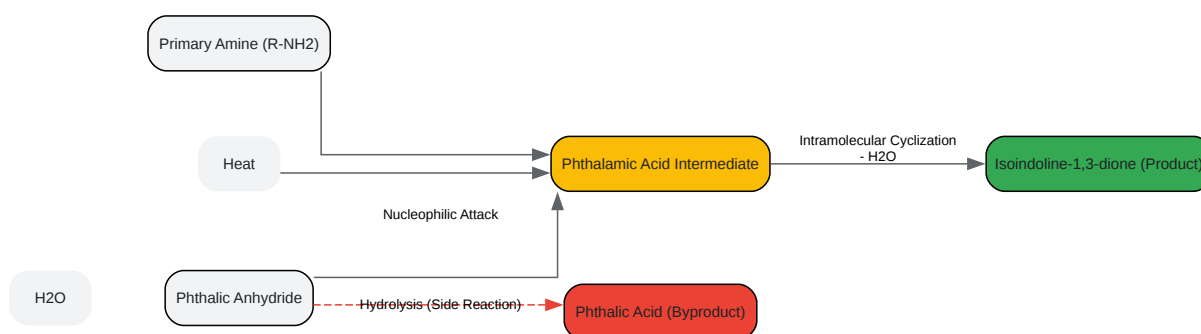 Primary Amine (R-NH2)
Heat
Phthalamic Acid Intermediate
Intramolecular Cyclization
- H2O
Isoindoline-1,3-dione (Product)
Nucleophilic Attack
H2O
Phthalic Anhydride
Hydrolysis (Side Reaction)
Phthalic Acid (Byproduct)